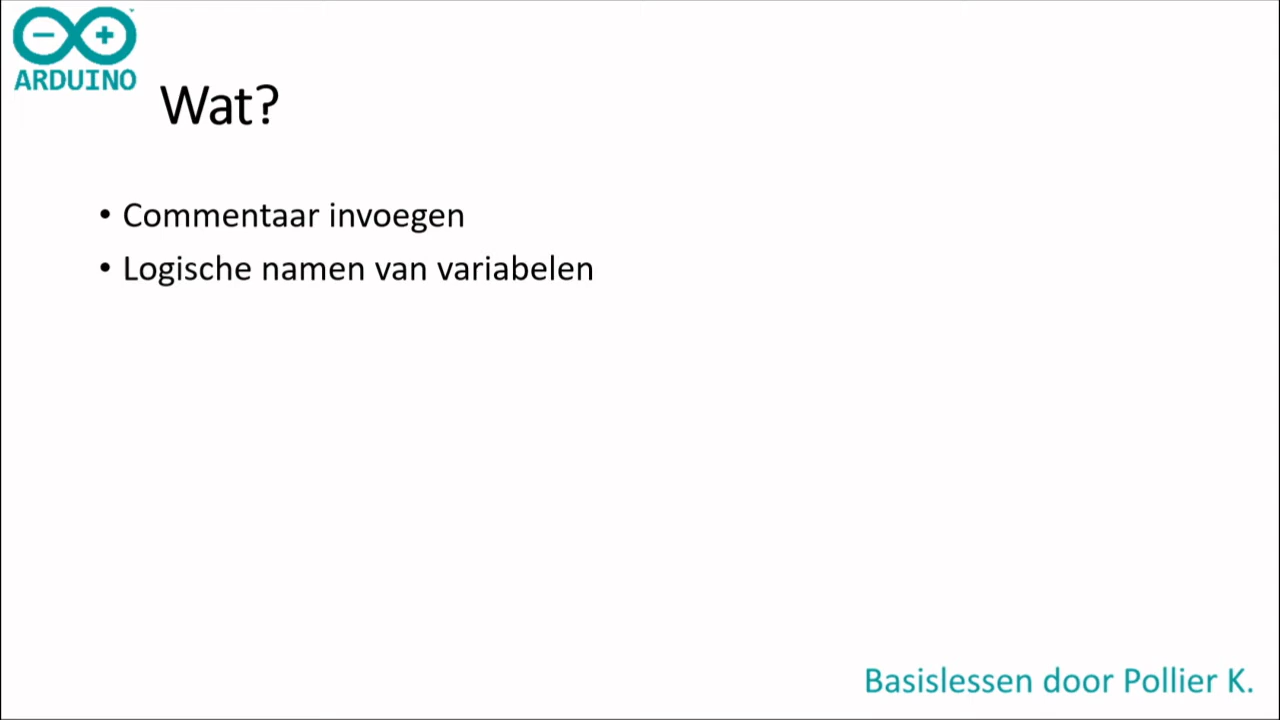 ARDUINO
Wat?
• Commentaar invoegen
• Logische namen van variabelen
Basislessen door Pollier K.